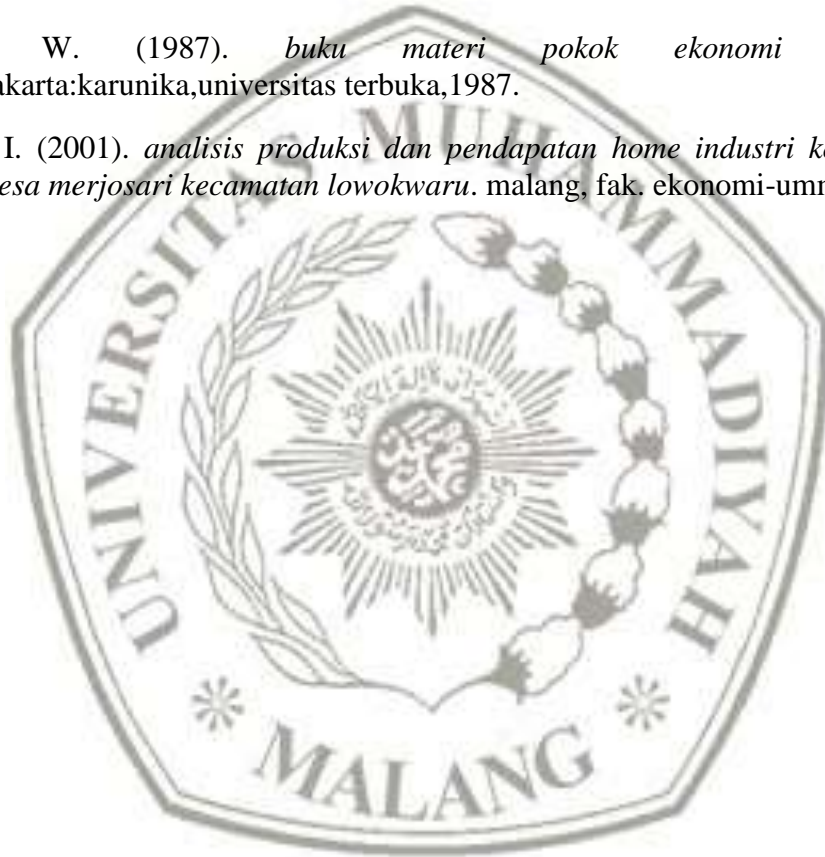 W. (1987). buku materi pokok ekonomi
akarta:karunika,universitas terbuka,1987.
I. (2001). analisis produksi dan pendapatan home industri k
esa merjosari kecamatan lowokwaru. malang, fak. ekonomi-umm
UNIVERSITAS MUHAMMADIYAH
MALANG